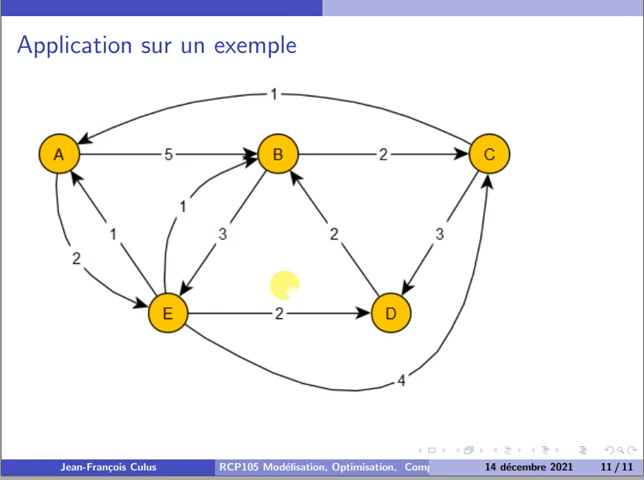 Application sur un exemple
1
A
5
B
2
C
1
1
3
2
3
2
E
2
D
4
Jean-François Culus
RCP105 Modélisation, Optimisation,
14 décembre 2021
11 / 11